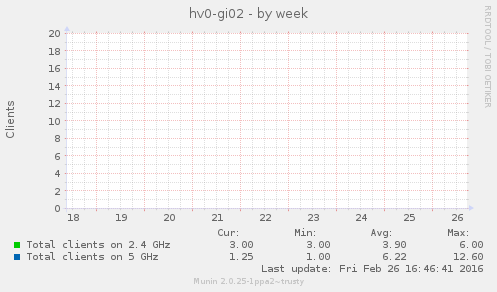 hv0-gi02 - by week
RRDTOOL / TOBI OETIKER
Clients
20
18
16
14
12
10
8
6
4
2
0
18 19 20 21 22 23 24 25 26
Cur: Min: Avg: Max:
Total clients on 2.4 GHz 3.00 3.00 3.90 6.00
Total clients on 5 GHz 1.25 1.00 6.22 12.60
Last update: Fri Feb 26 16:46:41 2016
Munin 2.0.25-1ppa2~trusty